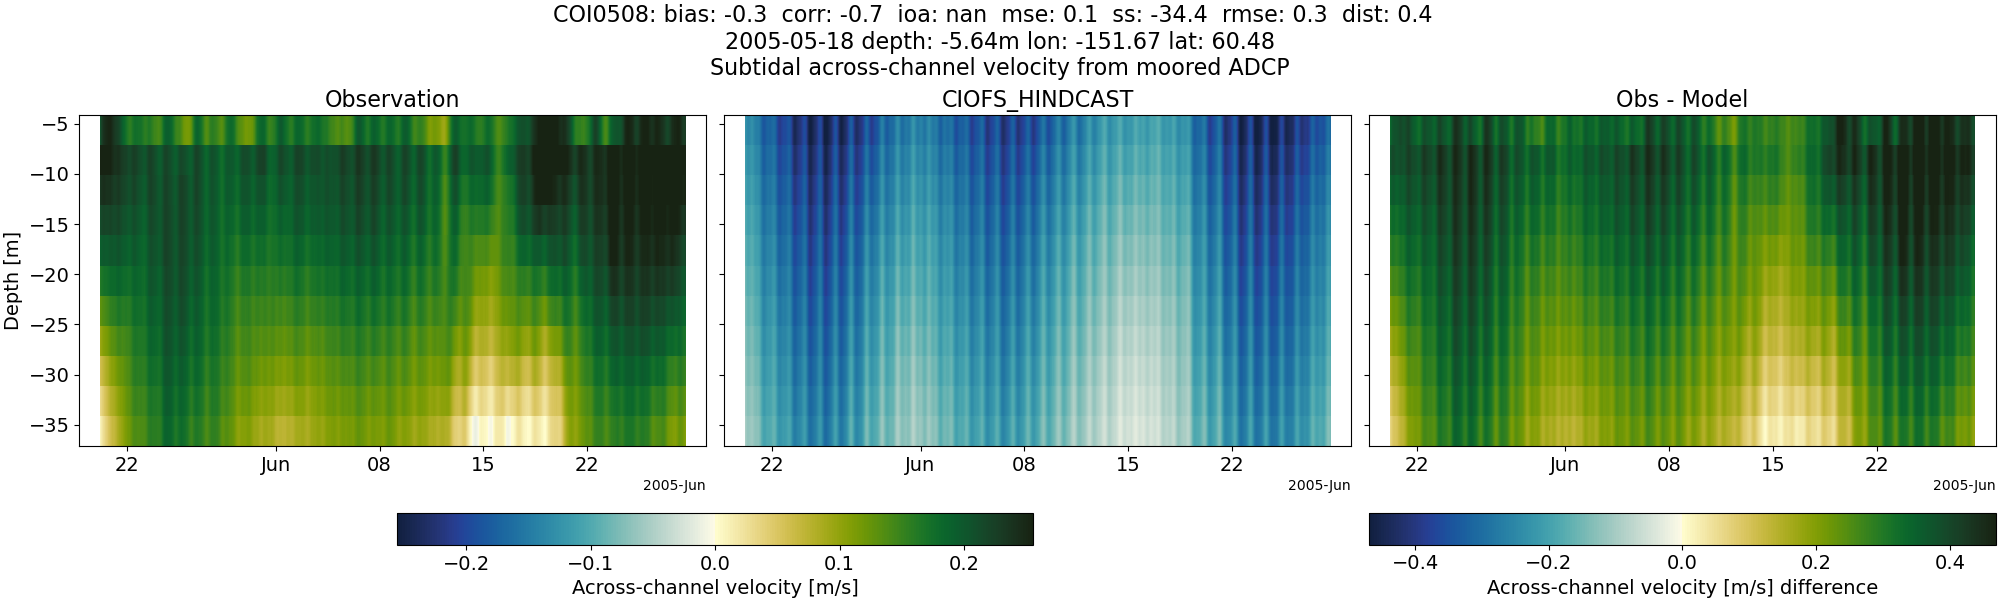 COI0508: bias: -0.3  corr: -0.7  ioa: nan  mse: 0.1  ss: -34.4  rmse: 0.3  dist: 0.4
2005-05-18 depth: -5.64m lon: -151.67 lat: 60.48
Subtidal across-channel velocity from moored ADCP
Observation
CIOFS_HINDCAST
Obs - Model
Depth [m]
−5
−10
−15
−20
−25
−30
−35
22 Jun 08 15 22
2005-Jun
22 Jun 08 15 22
2005-Jun
22 Jun 08 15 22
2005-Jun
−0.2 −0.1 0.0 0.1 0.2
Across-channel velocity [m/s]
−0.4 −0.2 0.0 0.2 0.4
Across-channel velocity [m/s] difference